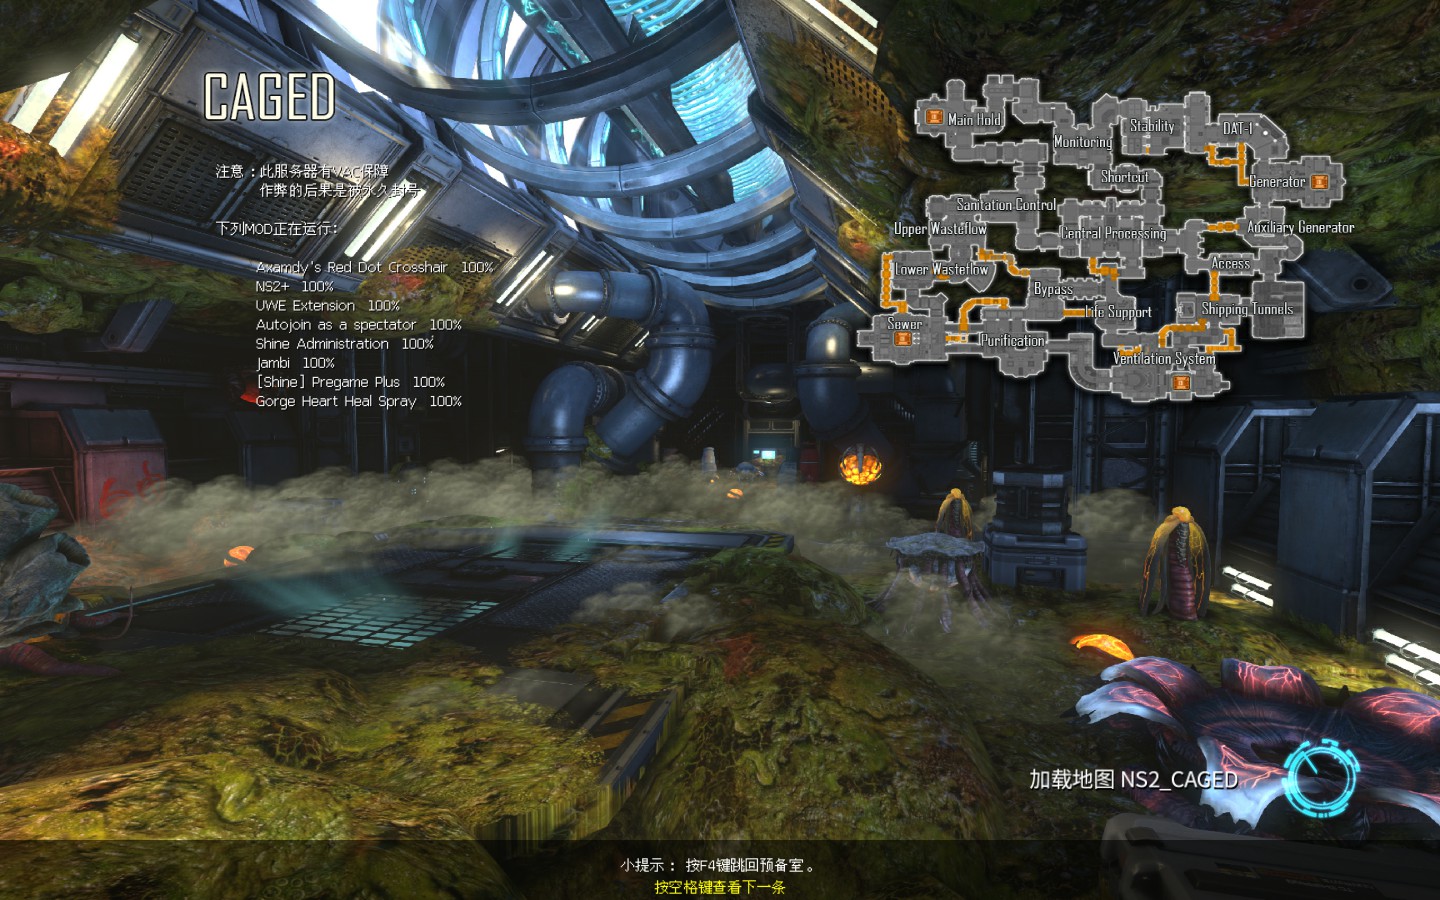 CAGED
注意：此服务器有VAC保障
作弊的后果是被永久封号
下列MOD正在运行:
Axamdy's Red Dot Crosshair 100%
NS2+ 100%
UWE Extension 100%
Autojoin as a spectator 100%
Shine Administration 100%
Jambi 100%
[Shine] Pregame Plus 100%
Gorge Heart Heal Spray 100%
Main Hold
Monitoring
Stability
DAT-1
Shortcut
Generator
Sanitation Control
Upper Wasteflow
Central Processing
Auxiliary Generator
Lower Wasteflow
Access
Bypass
Life Support
Shipping Tunnels
Sewer
Purification
Ventilation System
加载地图 NS2_CAGED
小提示： 按F4键跳回预备室。
按空格键查看下一条